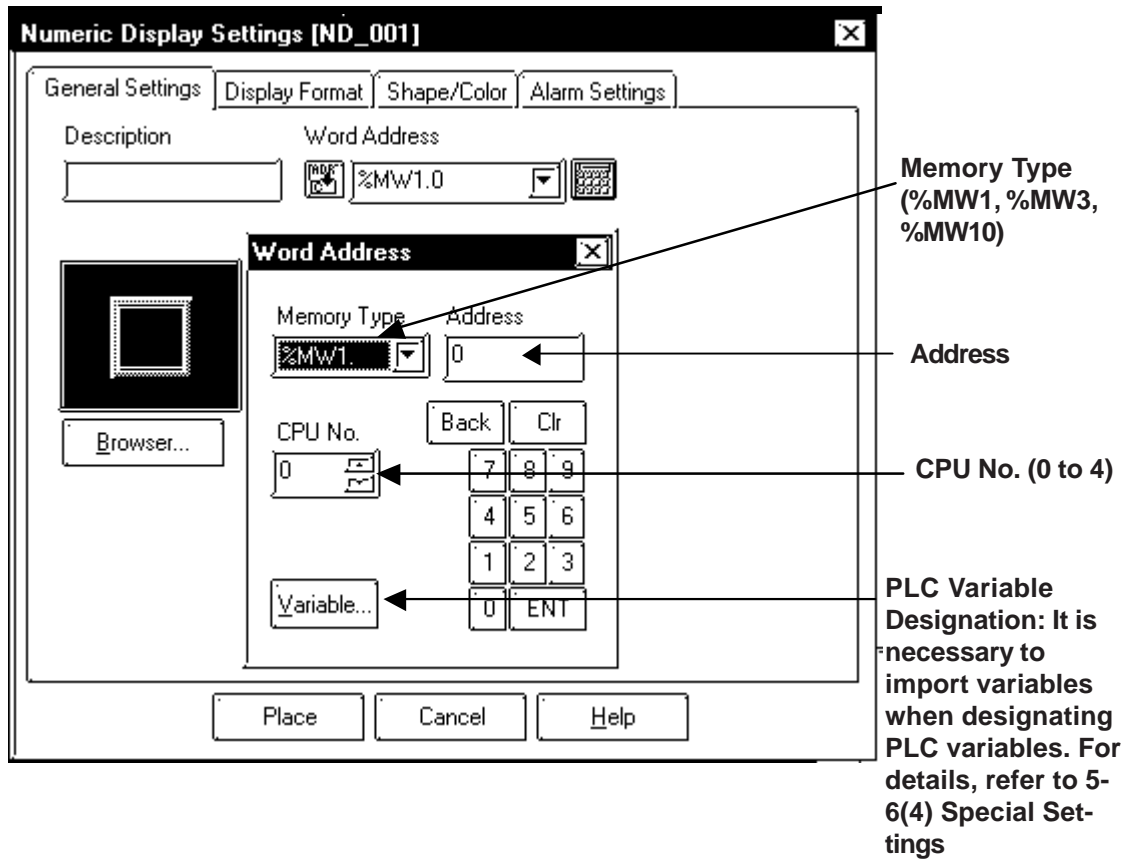 Numeric Display Settings [ND_001]
General Settings
Display Format
Shape/Color
Alarm Settings
Description
Word Address
%MW1.0
Word Address
Memory Type
Address
%MW1.
0
CPU No.
0
Back
Clr
7
8
9
4
5
6
1
2
3
0
ENT
Browser...
Variable...
Place
Cancel
Help
Memory Type
(%MW1, %MW3,
%MW10)
Address
CPU No. (0 to 4)
PLC Variable
Designation: It is
necessary to
import variables
when designating
PLC variables. For
details, refer to 5-
6(4) Special Set-
tings